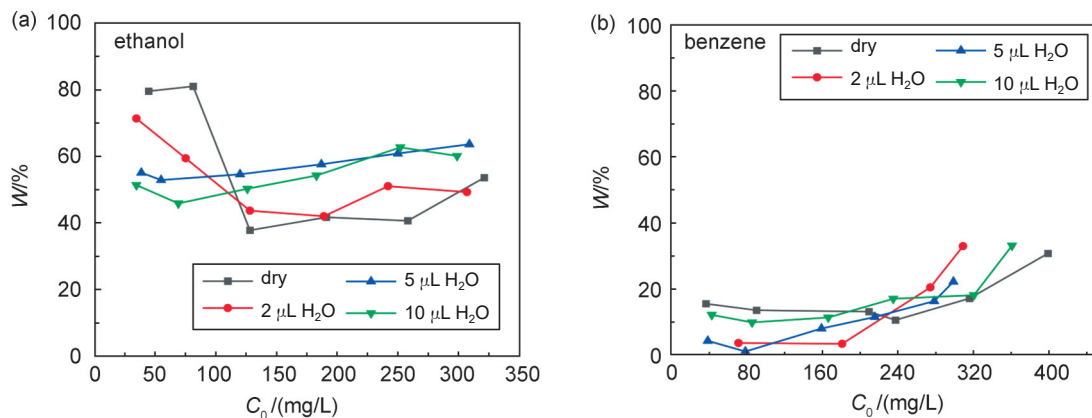 (a)
ethanol
100
80
60
40
20
0
W/%
dry
5 μL H₂O
2 μL H₂O
10 μL H₂O
0 50 100 150 200 250 300 350
C₀/(mg/L)
(b)
benzene
100
80
60
40
20
0
W/%
dry
5 μL H₂O
2 μL H₂O
10 μL H₂O
0 80 160 240 320 400
C₀/(mg/L)